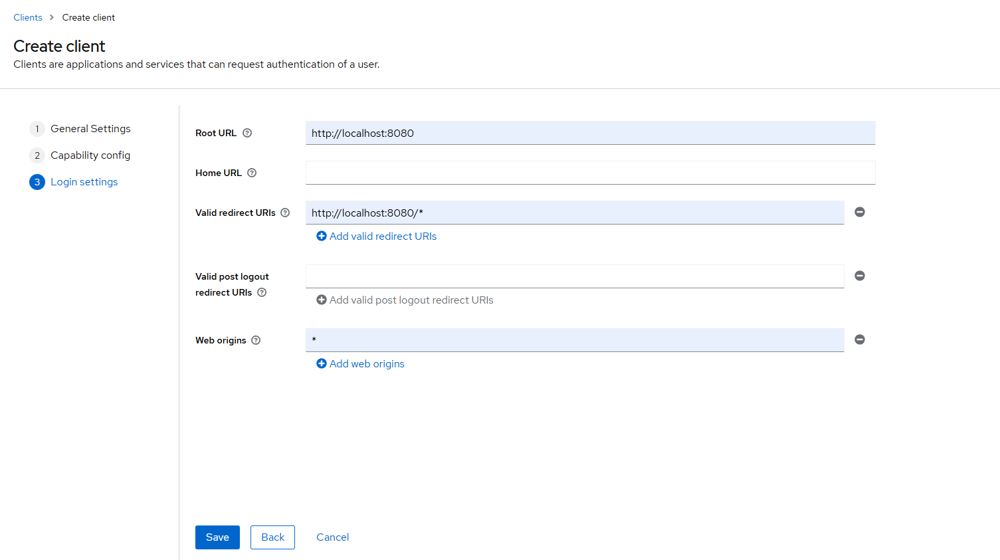 Clients > Create client
Create client
Clients are applications and services that can request authentication of a user.
1 General Settings
2 Capability config
3 Login settings
Root URL ? http://localhost:8080
Home URL ?
Valid redirect URIs ? http://localhost:8080/*
Add valid redirect URIs
Valid post logout
redirect URIs ?
Add valid post logout redirect URIs
Web origins ? *
Add web origins
Save Back Cancel